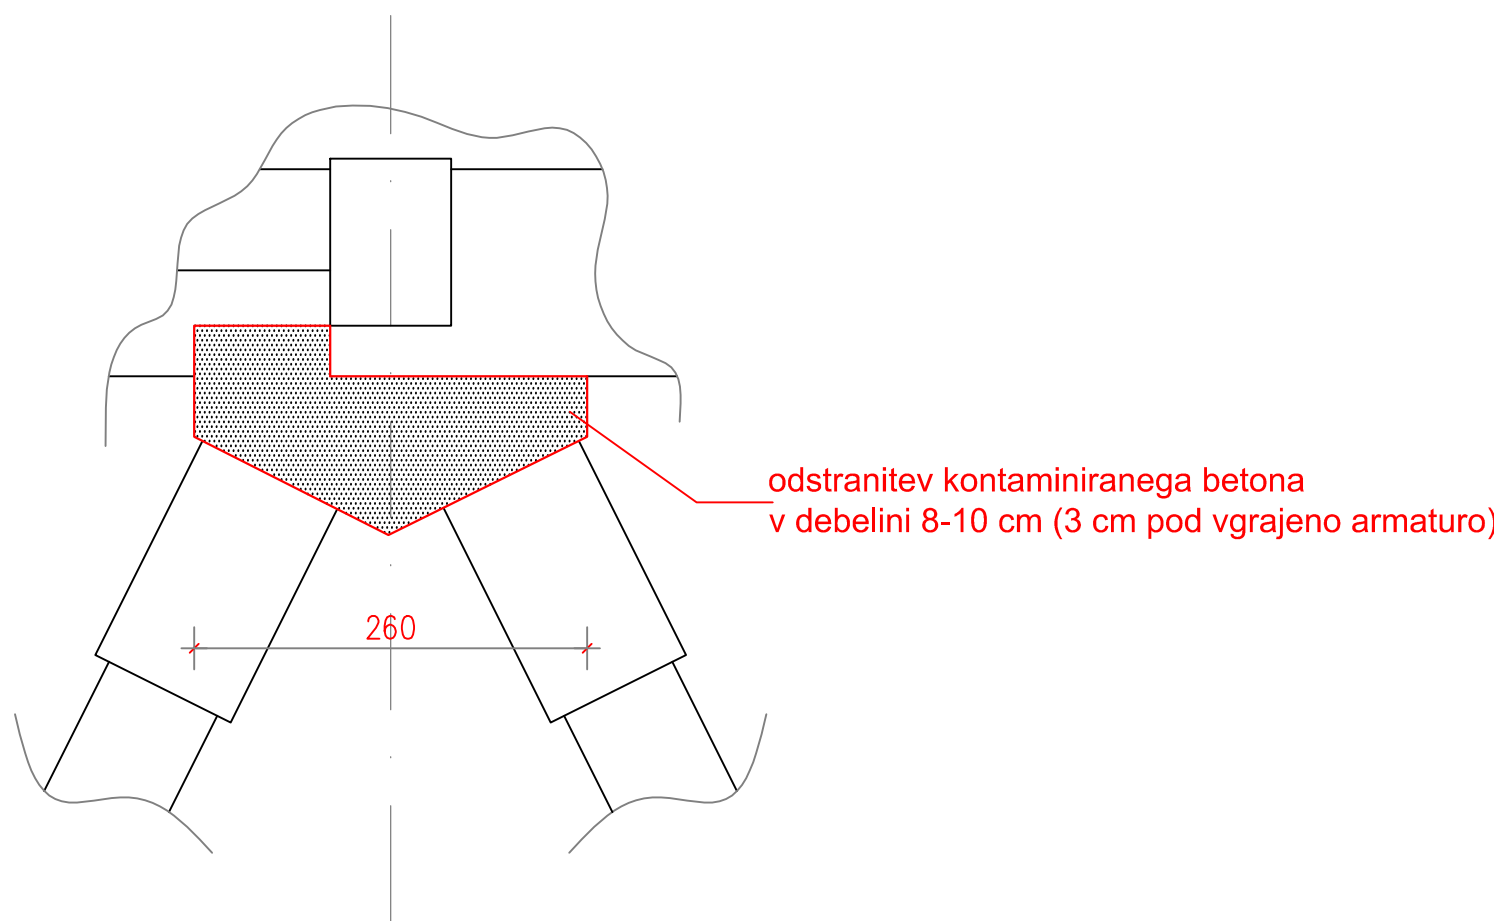 odstranitev kontaminiranega betona
v debelini 8-10 cm (3 cm pod vgrajeno armaturo)
260